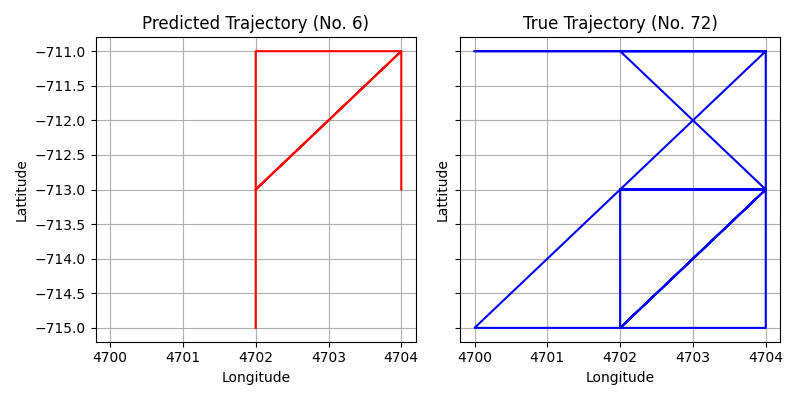 Predicted Trajectory (No. 6)
True Trajectory (No. 72)
−711.0
−711.5
−712.0
−712.5
−713.0
−713.5
−714.0
−714.5
−715.0
Lattitude
Lattitude
4700 4701 4702 4703 4704
4700 4701 4702 4703 4704
Longitude
Longitude